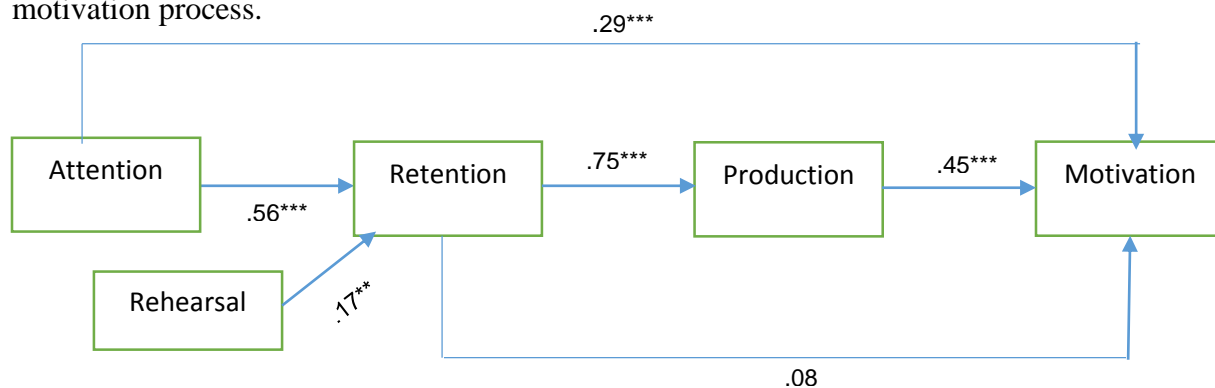 motivation process.
.29***
Attention
Retention
Production
Motivation
.75***
.45***
.56***
Rehearsal
.17**
.08